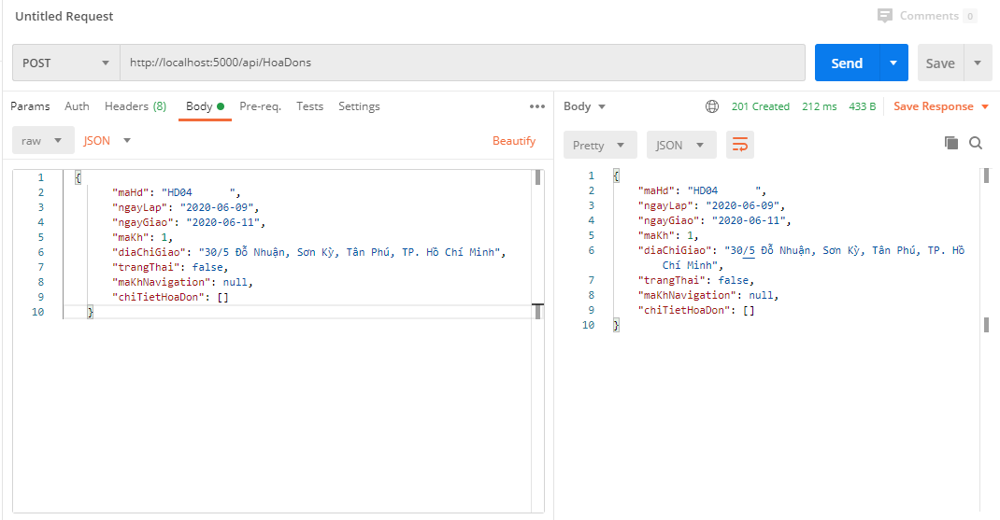 Untitled Request
Comments 0
POST
http://localhost:5000/api/HoaDons
Send
Save
Params Auth Headers (8) Body Pre-req. Tests Settings
raw JSON Beautify
1 {
2 "maHd": "HD04      ",
3 "ngayLap": "2020-06-09",
4 "ngayGiao": "2020-06-11",
5 "maKh": 1,
6 "diaChiGiao": "30/5 Đỗ Nhuận, Sơn Kỳ, Tân Phú, TP. Hồ Chí Minh",
7 "trangThai": false,
8 "maKhNavigation": null,
9 "chiTietHoaDon": []
10 }
Body 201 Created 212 ms 433 B Save Response
Pretty JSON
1 {
2 "maHd": "HD04      ",
3 "ngayLap": "2020-06-09",
4 "ngayGiao": "2020-06-11",
5 "maKh": 1,
6 "diaChiGiao": "30/5 Đỗ Nhuận, Sơn Kỳ, Tân Phú, TP. Hồ
Chí Minh",
7 "trangThai": false,
8 "maKhNavigation": null,
9 "chiTietHoaDon": []
10 }